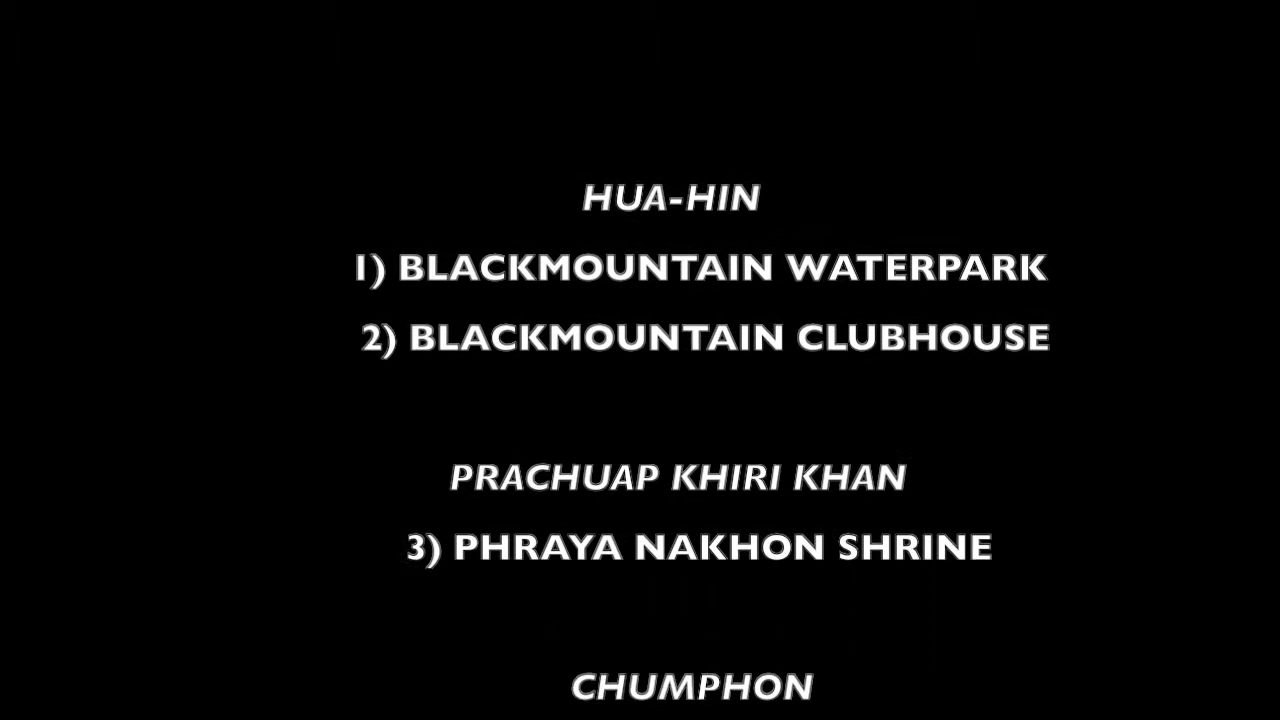 HUA-HIN
1) BLACKMOUNTAIN WATERPARK
2) BLACKMOUNTAIN CLUBHOUSE
PRACHUAP KHIRI KHAN
3) PHRAYA NAKHON SHRINE
CHUMPHON